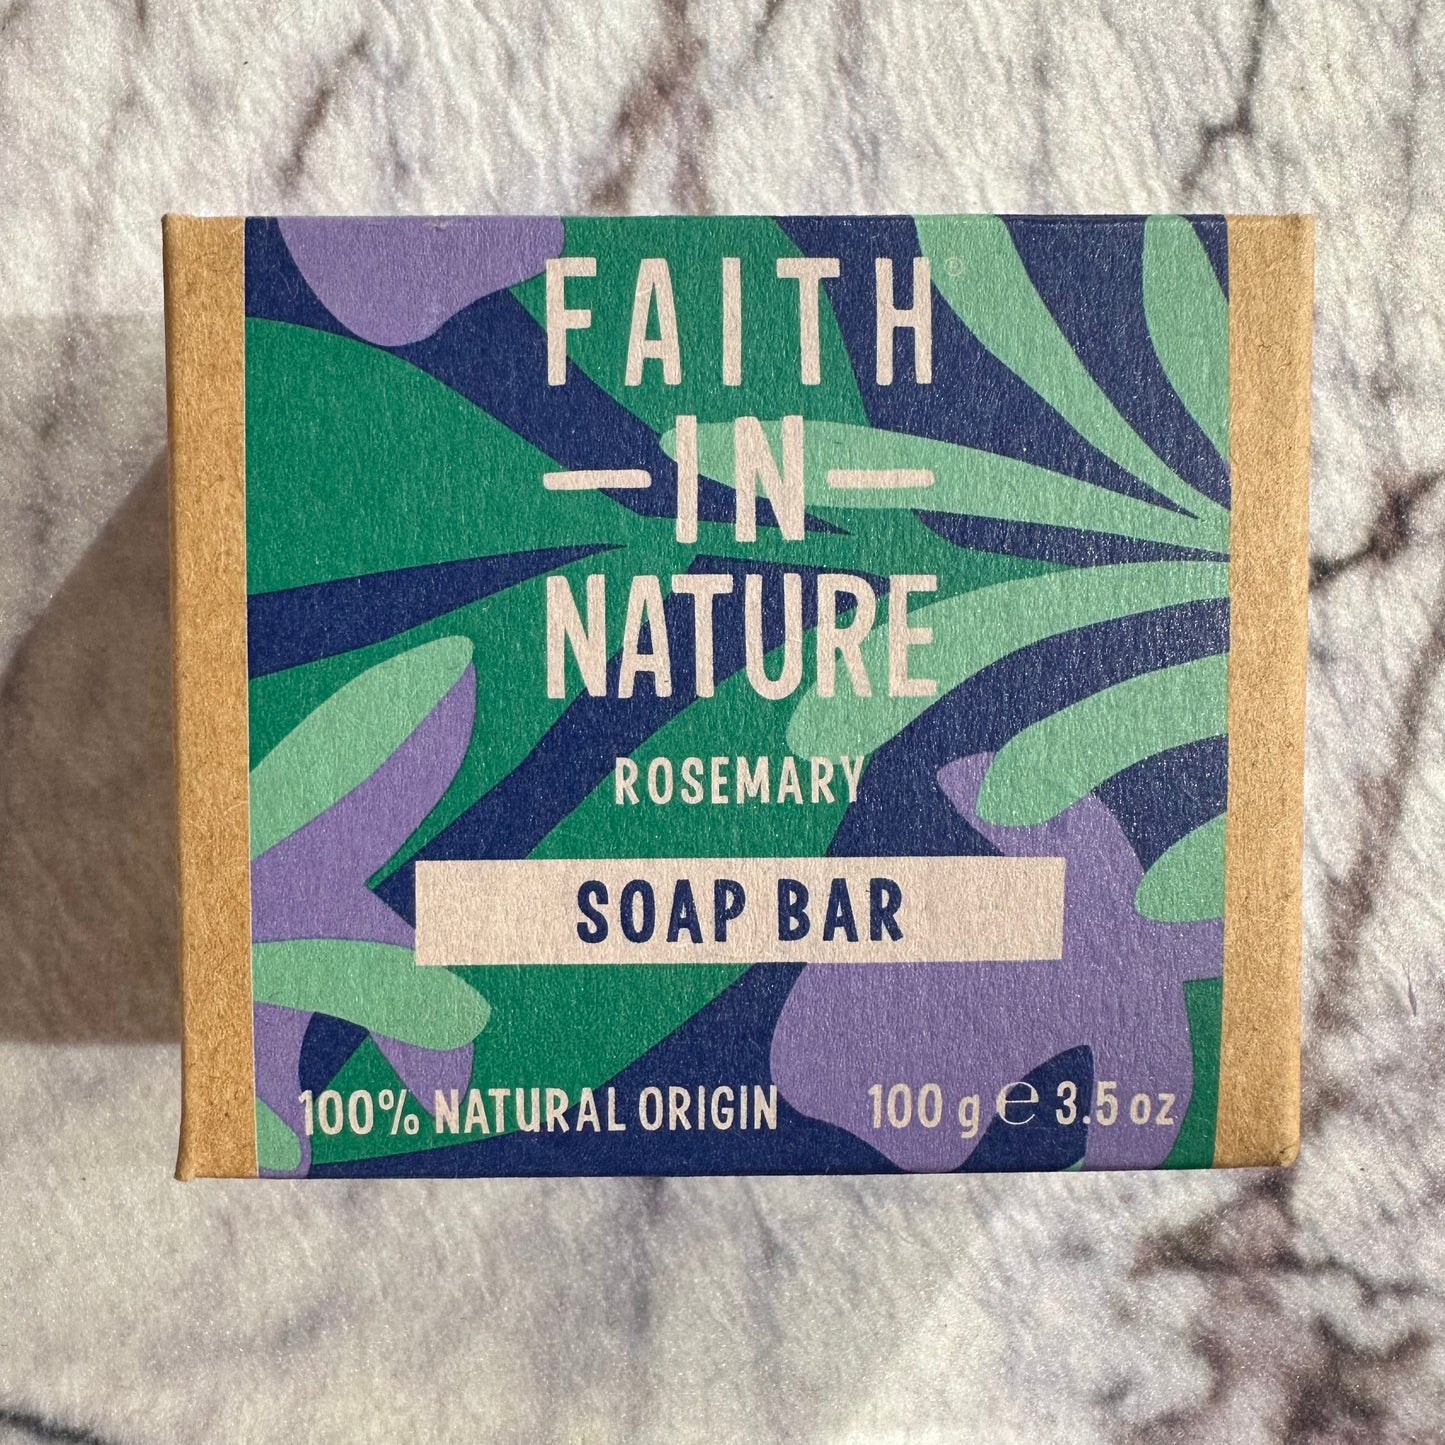 FAITH®
—IN—
NATURE
ROSEMARY
SOAP BAR
100% NATURAL ORIGIN 100 g ℮ 3.5 oz